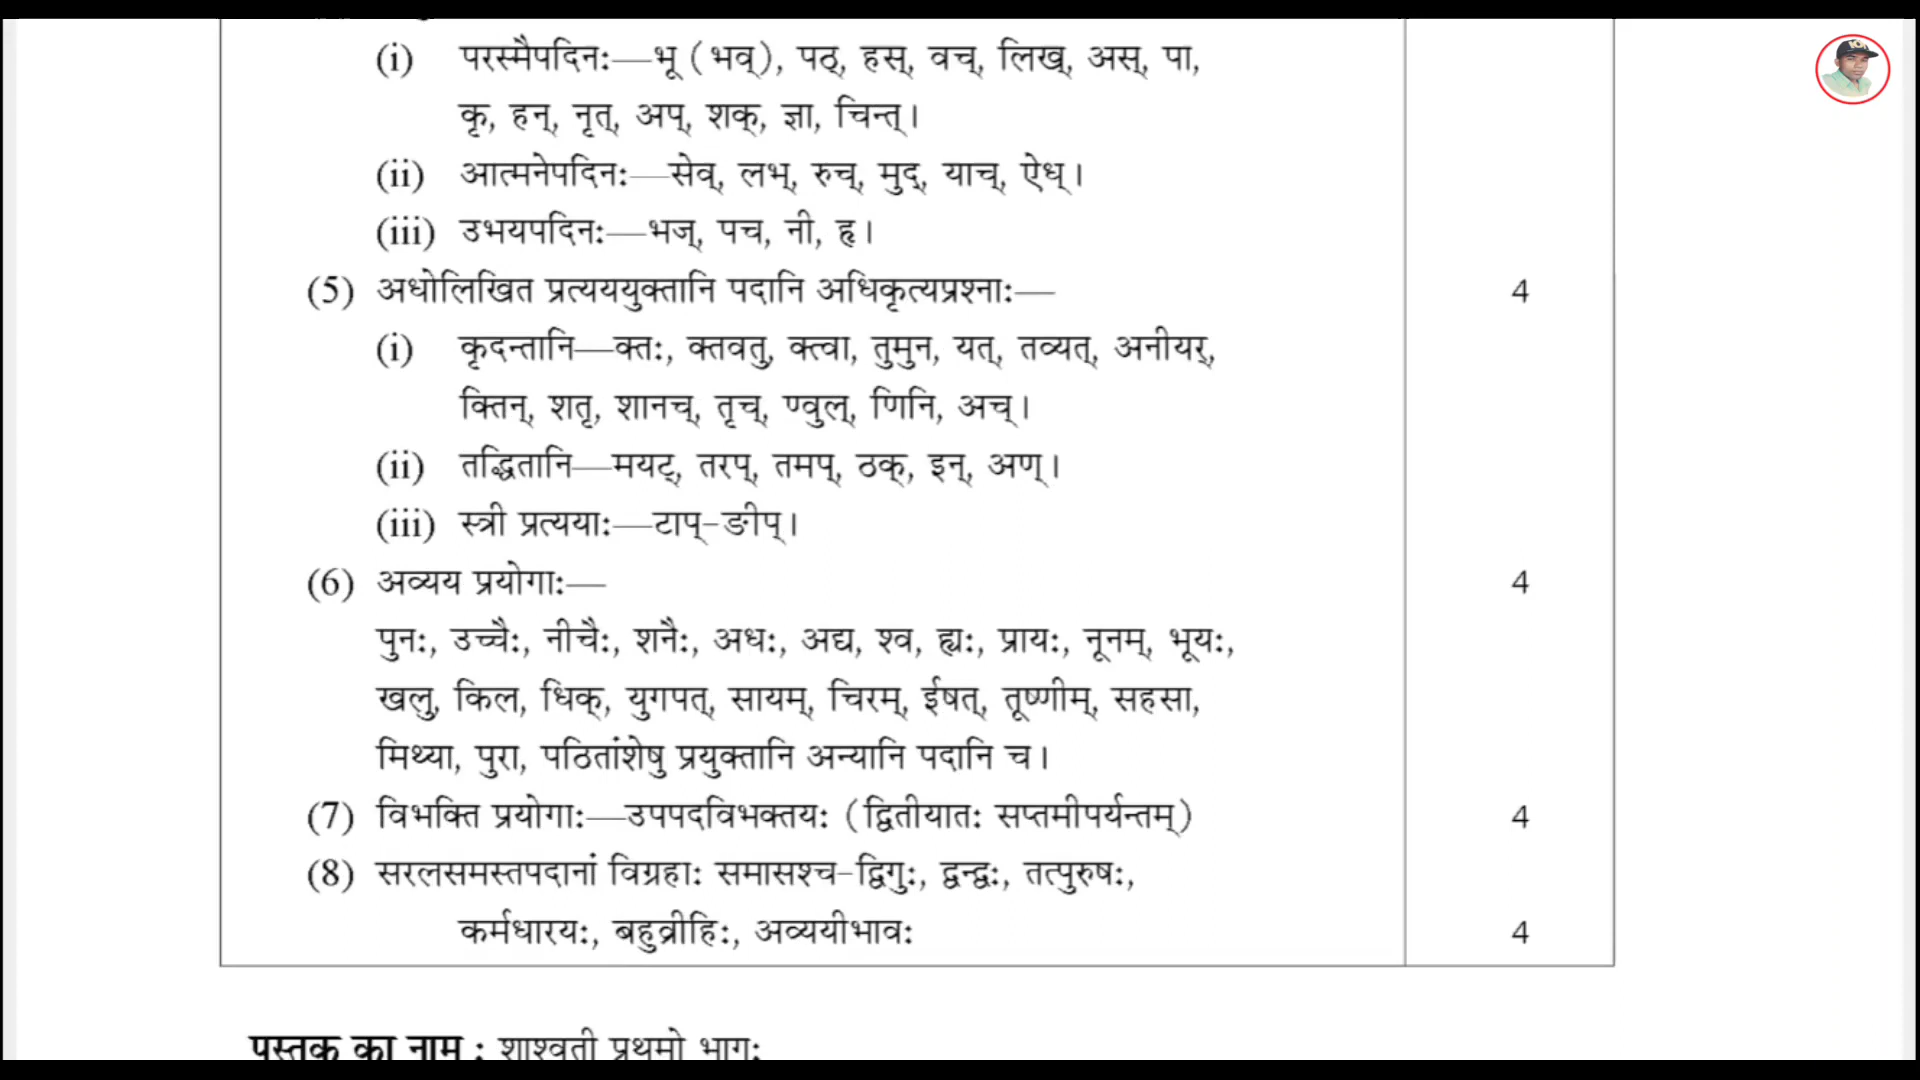 (i) परस्मैपदिनः—भू (भव्), पठ्, हस्, वच्, लिख्, अस्, पा,
कृ, हन्, नृत्, अप्, शक्, ज्ञा, चिन्त्।
(ii) आत्मनेपदिनः—सेव्, लभ्, रुच्, मुद्, याच्, ऐध्।
(iii) उभयपदिनः—भज्, पच, नी, हृ।
(5) अधोलिखित प्रत्यययुक्तानि पदानि अधिकृत्यप्रश्नाः— 4
(i) कृदन्तानि—क्तः, क्तवतु, क्त्वा, तुमुन, यत्, तव्यत्, अनीयर्,
क्तिन्, शतृ, शानच्, तृच्, ण्वुल्, णिनि, अच्।
(ii) तद्धितानि—मयट्, तरप्, तमप्, ठक्, इन्, अण्।
(iii) स्त्री प्रत्ययाः—टाप्-ङीप्।
(6) अव्यय प्रयोगाः— 4
पुनः, उच्चैः, नीचैः, शनैः, अधः, अद्य, श्व, ह्यः, प्रायः, नूनम्, भूयः,
खलु, किल, धिक्, युगपत्, सायम्, चिरम्, ईषत्, तूष्णीम्, सहसा,
मिथ्या, पुरा, पठितांशेषु प्रयुक्तानि अन्यानि पदानि च।
(7) विभक्ति प्रयोगाः—उपपदविभक्तयः (द्वितीयातः सप्तमीपर्यन्तम्) 4
(8) सरलसमस्तपदानां विग्रहाः समासश्च-द्विगुः, द्वन्द्वः, तत्पुरुषः,
कर्मधारयः, बहुव्रीहिः, अव्ययीभावः 4
पुस्तक का नाम : शाश्वती प्रथमो भागः